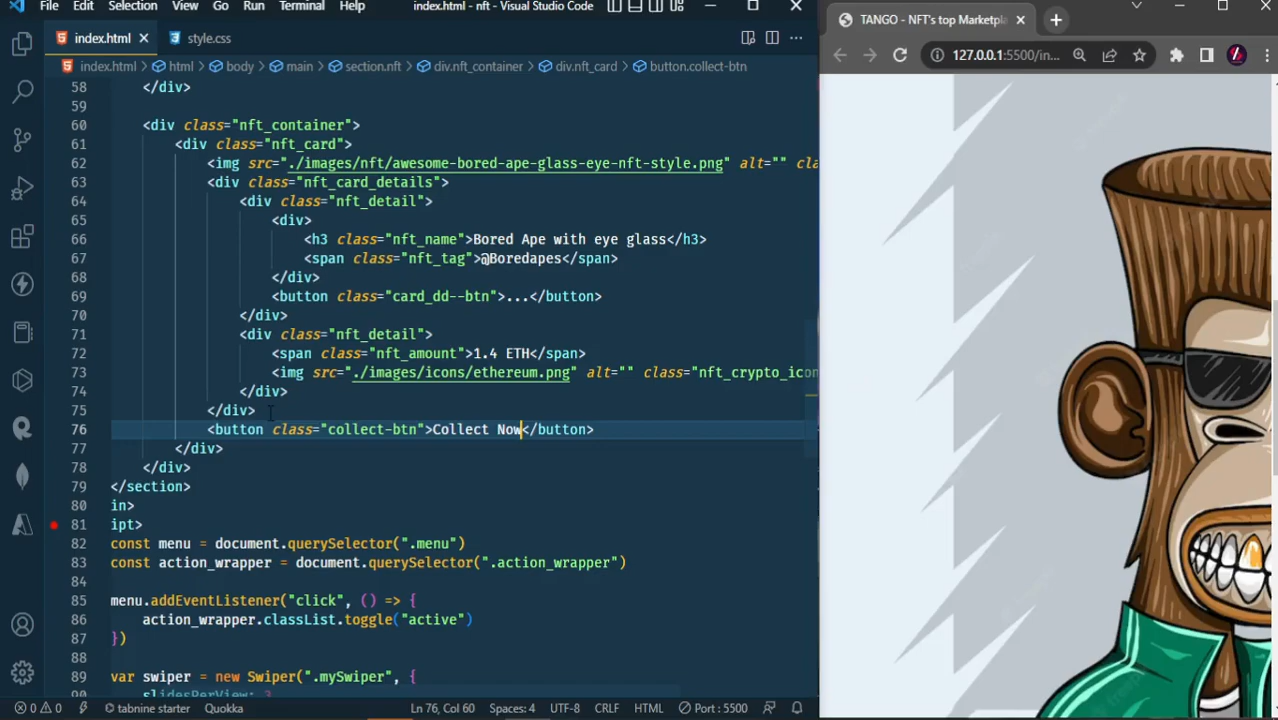 File Edit Selection View Go Run Terminal Help index.html - nft - Visual Studio Code
index.html style.css
index.html > html > body > main > section.nft > div.nft_container > div.nft_card > button.collect-btn
58 </div>
59
60 <div class="nft_container">
61 <div class="nft_card">
62 <img src="./images/nft/awesome-bored-ape-glass-eye-nft-style.png" alt="" cla
63 <div class="nft_card_details">
64 <div class="nft_detail">
65 <div>
66 <h3 class="nft_name">Bored Ape with eye glass</h3>
67 <span class="nft_tag">@Boredapes</span>
68 </div>
69 <button class="card_dd--btn">...</button>
70 </div>
71 <div class="nft_detail">
72 <span class="nft_amount">1.4 ETH</span>
73 <img src="./images/icons/ethereum.png" alt="" class="nft_crypto_icon
74 </div>
75 </div>
76 <button class="collect-btn">Collect Now</button>
77 </div>
78 </div>
79 </section>
80 in>
81 ipt>
82 const menu = document.querySelector(".menu")
83 const action_wrapper = document.querySelector(".action_wrapper")
84
85 menu.addEventListener("click", () => {
86 action_wrapper.classList.toggle("active")
87 })
88
89 var swiper = new Swiper(".mySwiper", {
90 slidesPerView: 3
0 0 tabnine starter Quokka Ln 76, Col 60 Spaces: 4 UTF-8 CRLF HTML Port : 5500
TANGO - NFT's top Marketpla
127.0.0.1:5500/in...